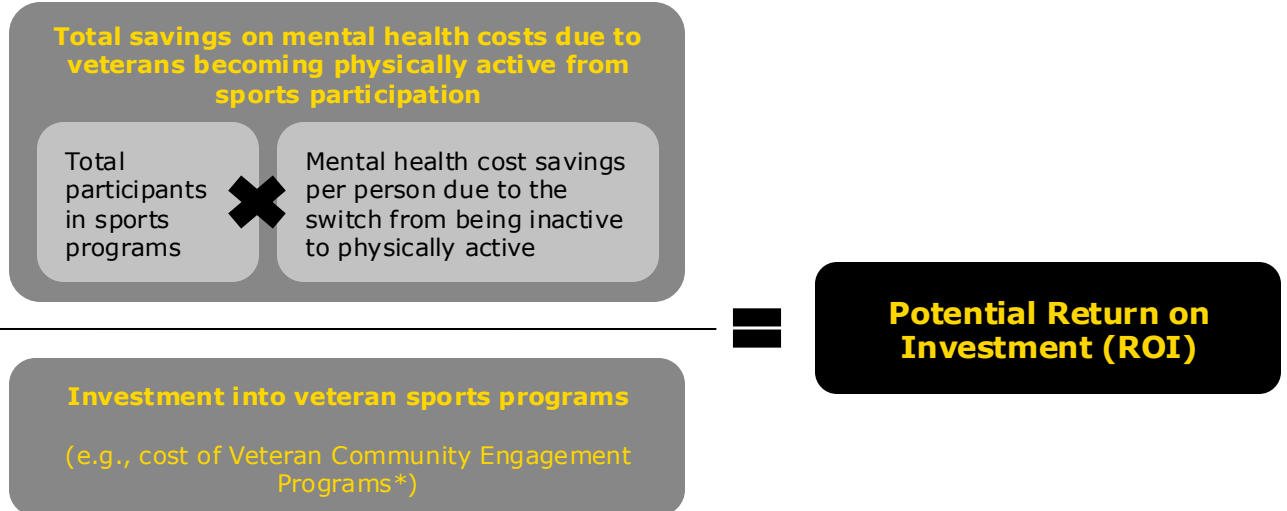 Total savings on mental health costs due to
veterans becoming physically active from
sports participation
Total
participants
in sports
programs
Mental health cost savings
per person due to the
switch from being inactive
to physically active
Potential Return on
Investment (ROI)
Investment into veteran sports programs
(e.g., cost of Veteran Community Engagement
Programs*)